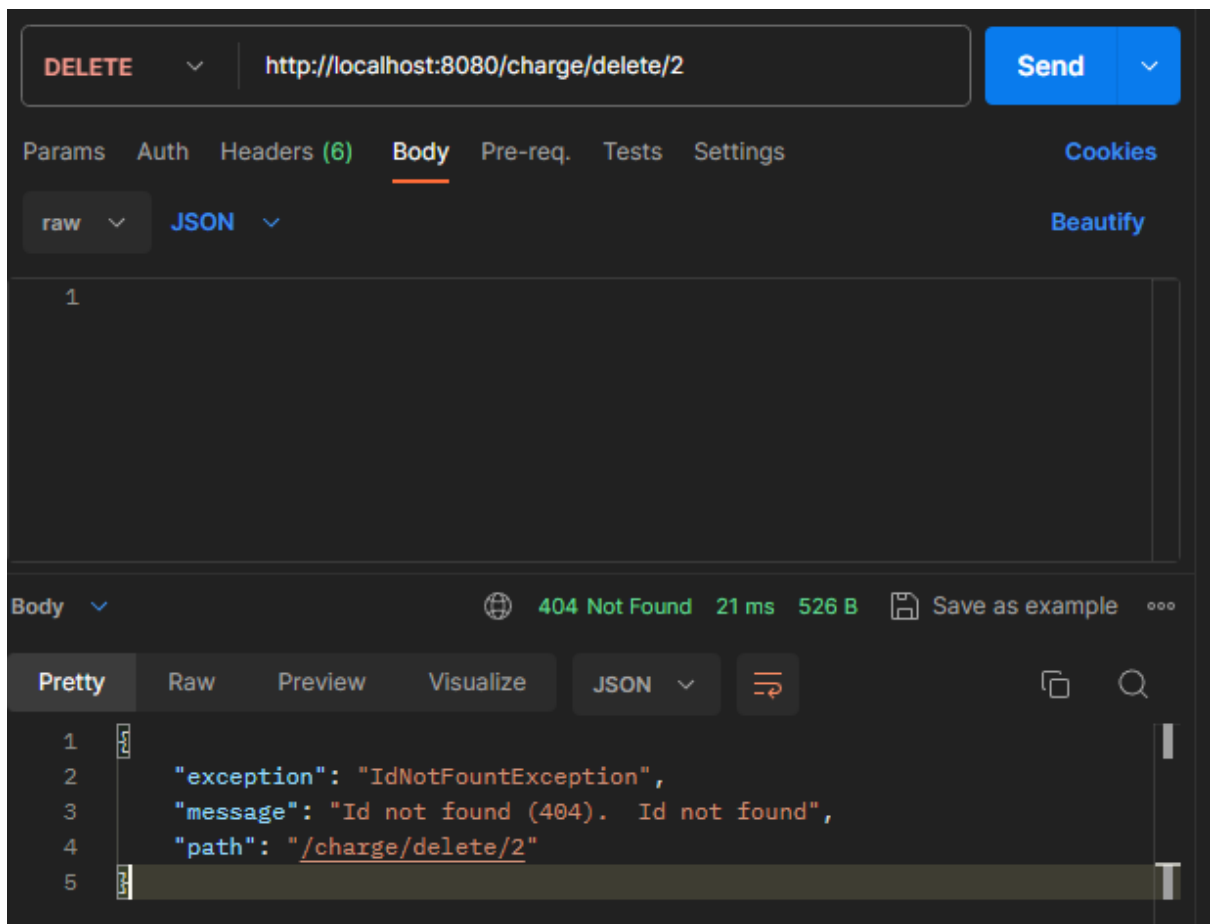 DELETE http://localhost:8080/charge/delete/2 Send
Params Auth Headers (6) Body Pre-req. Tests Settings Cookies
raw JSON Beautify
1
Body 404 Not Found 21 ms 526 B Save as example
Pretty Raw Preview Visualize JSON
1 {
2 "exception": "IdNotFountException",
3 "message": "Id not found (404).  Id not found",
4 "path": "/charge/delete/2"
5 }